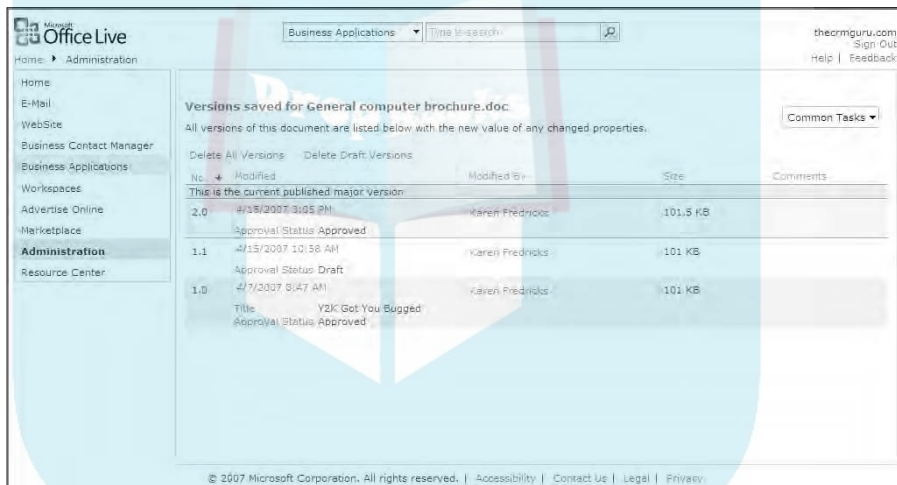 Microsoft
Office Live
Business Applications
Type to search
thecrmguru.com
Sign Out
Help | Feedback
Home ▶ Administration
Home
E-Mail
WebSite
Business Contact Manager
Business Applications
Workspaces
Advertise Online
Marketplace
Administration
Resource Center
Versions saved for General computer brochure.doc
Common Tasks
All versions of this document are listed below with the new value of any changed properties.
Delete All Versions Delete Draft Versions
No. Modified Modified By Size Comments
This is the current published major version
2.0 4/15/2007 3:05 PM Karen Fredricks 101.5 KB
Approval Status Approved
1.1 4/15/2007 10:58 AM Karen Fredricks 101 KB
Approval Status Draft
1.0 4/7/2007 8:47 AM Karen Fredricks 101 KB
Title Y2K Got You Bugged
Approval Status Approved
© 2007 Microsoft Corporation. All rights reserved. | Accessibility | Contact Us | Legal | Privacy